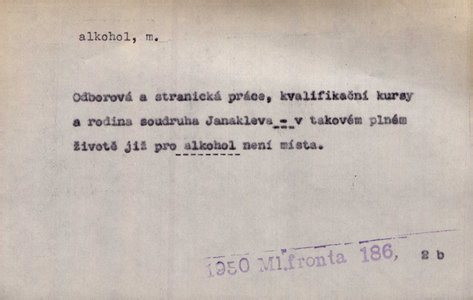 alkohol, m.
Odborová a stranická práce, kvalifikační kursy
a rodina soudruha Janakleva - v takovém plném
životě již pro alkohol není místa.
1950 Ml.fronta 186, 2 b